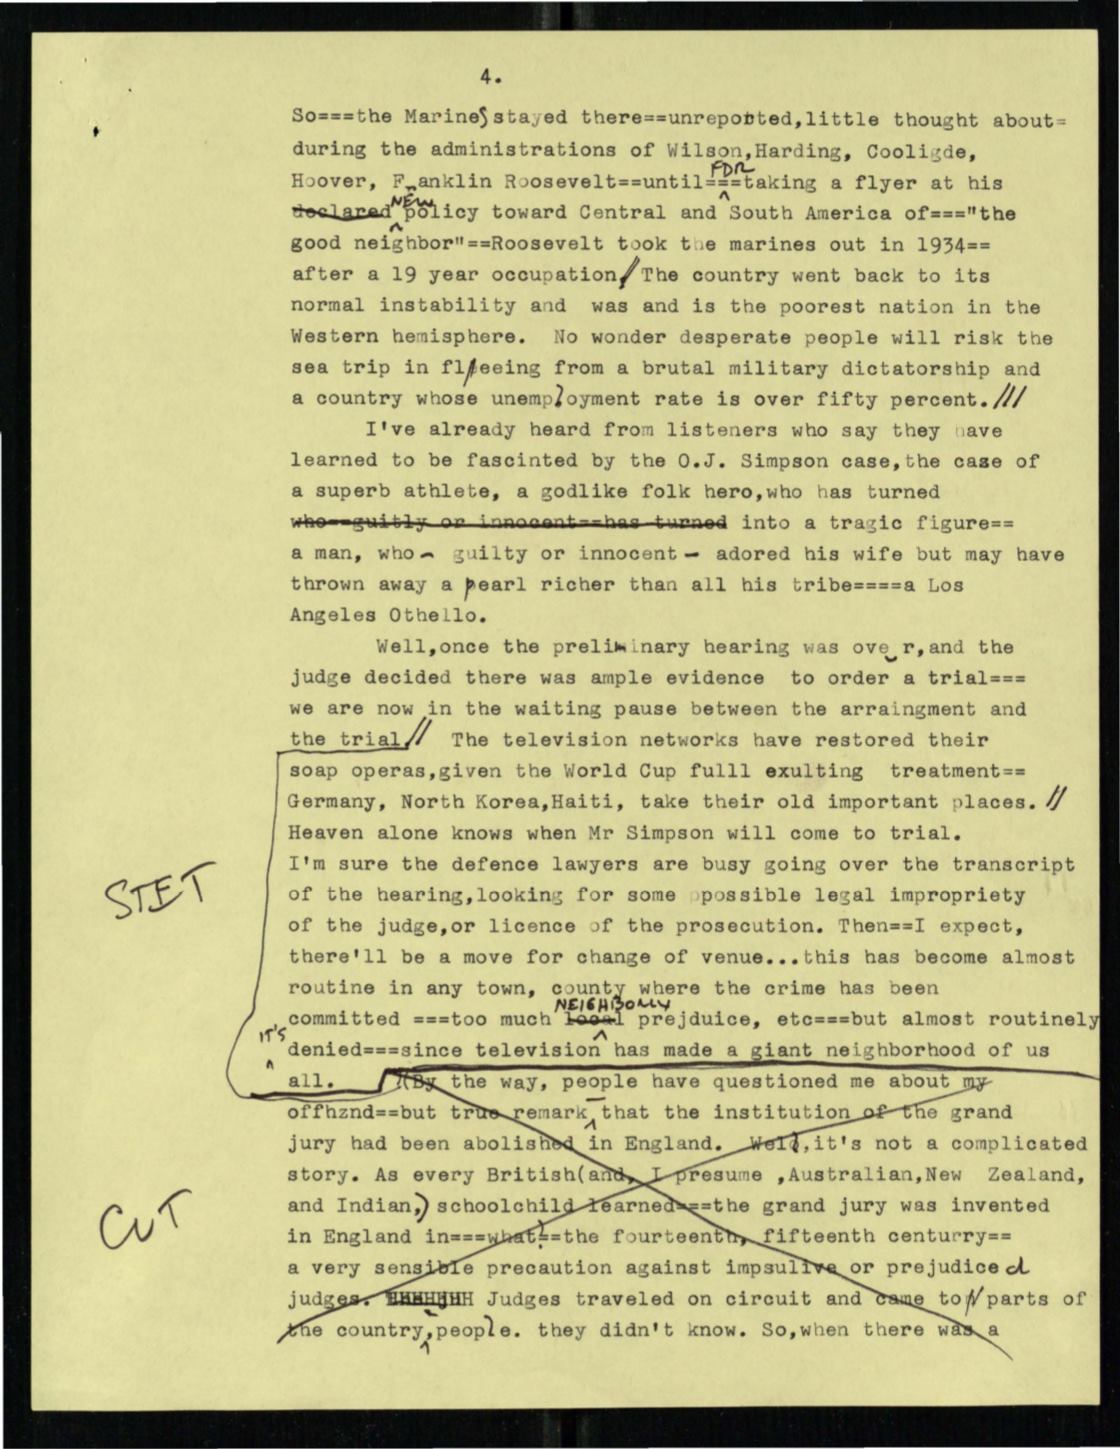 4.
So===the Marines stayed there==unreported,little thought about=
during the administrations of Wilson,Harding, Cooligde,
FDR
Hoover, Franklin Roosevelt==until===taking a flyer at his
NEW
declared policy toward Central and South America of==="the
good neighbor"==Roosevelt took the marines out in 1934==
after a 19 year occupation. // The country went back to its
normal instability and  was and is the poorest nation in the
Western hemisphere.  No wonder desperate people will risk the
sea trip in fleeing from a brutal military dictatorship and
a country whose unemployment rate is over fifty percent. ///
I've already heard from listeners who say they have
learned to be fascinted by the O.J. Simpson case,the case of
a superb athlete, a godlike folk hero,who has turned
who==guitly or innocent==has turned into a tragic figure==
a man, who - guilty or innocent - adored his wife but may have
thrown away a pearl richer than all his tribe====a Los
Angeles Othello.
Well,once the preliminary hearing was over,and the
judge decided there was ample evidence  to order a trial===
we are now in the waiting pause between the arraingment and
the trial. //  The television networks have restored their
soap operas,given the World Cup fulll exulting  treatment==
Germany, North Korea,Haiti, take their old important places. //
Heaven alone knows when Mr Simpson will come to trial.
I'm sure the defence lawyers are busy going over the transcript
STET
of the hearing,looking for some possible legal impropriety
of the judge,or licence of the prosecution. Then==I expect,
there'll be a move for change of venue...this has become almost
routine in any town, county where the crime has been
NEIGHBORLY
committed ===too much local prejduice, etc===but almost routinely
IT'S
denied===since television has made a giant neighborhood of us
all. (By the way, people have questioned me about my
offhznd==but true remark, that the institution of the grand
jury had been abolished in England.  Well,it's not a complicated
story. As every British(and, I presume ,Australian,New  Zealand,
and Indian,) schoolchild learned===the grand jury was invented
CUT
in England in===what?==the fourteenth, fifteenth centurry==
a very sensible precaution against impsulive or prejudiced
judges. HHHHHHH Judges traveled on circuit and came to parts of
the country,people. they didn't know. So,when there was a